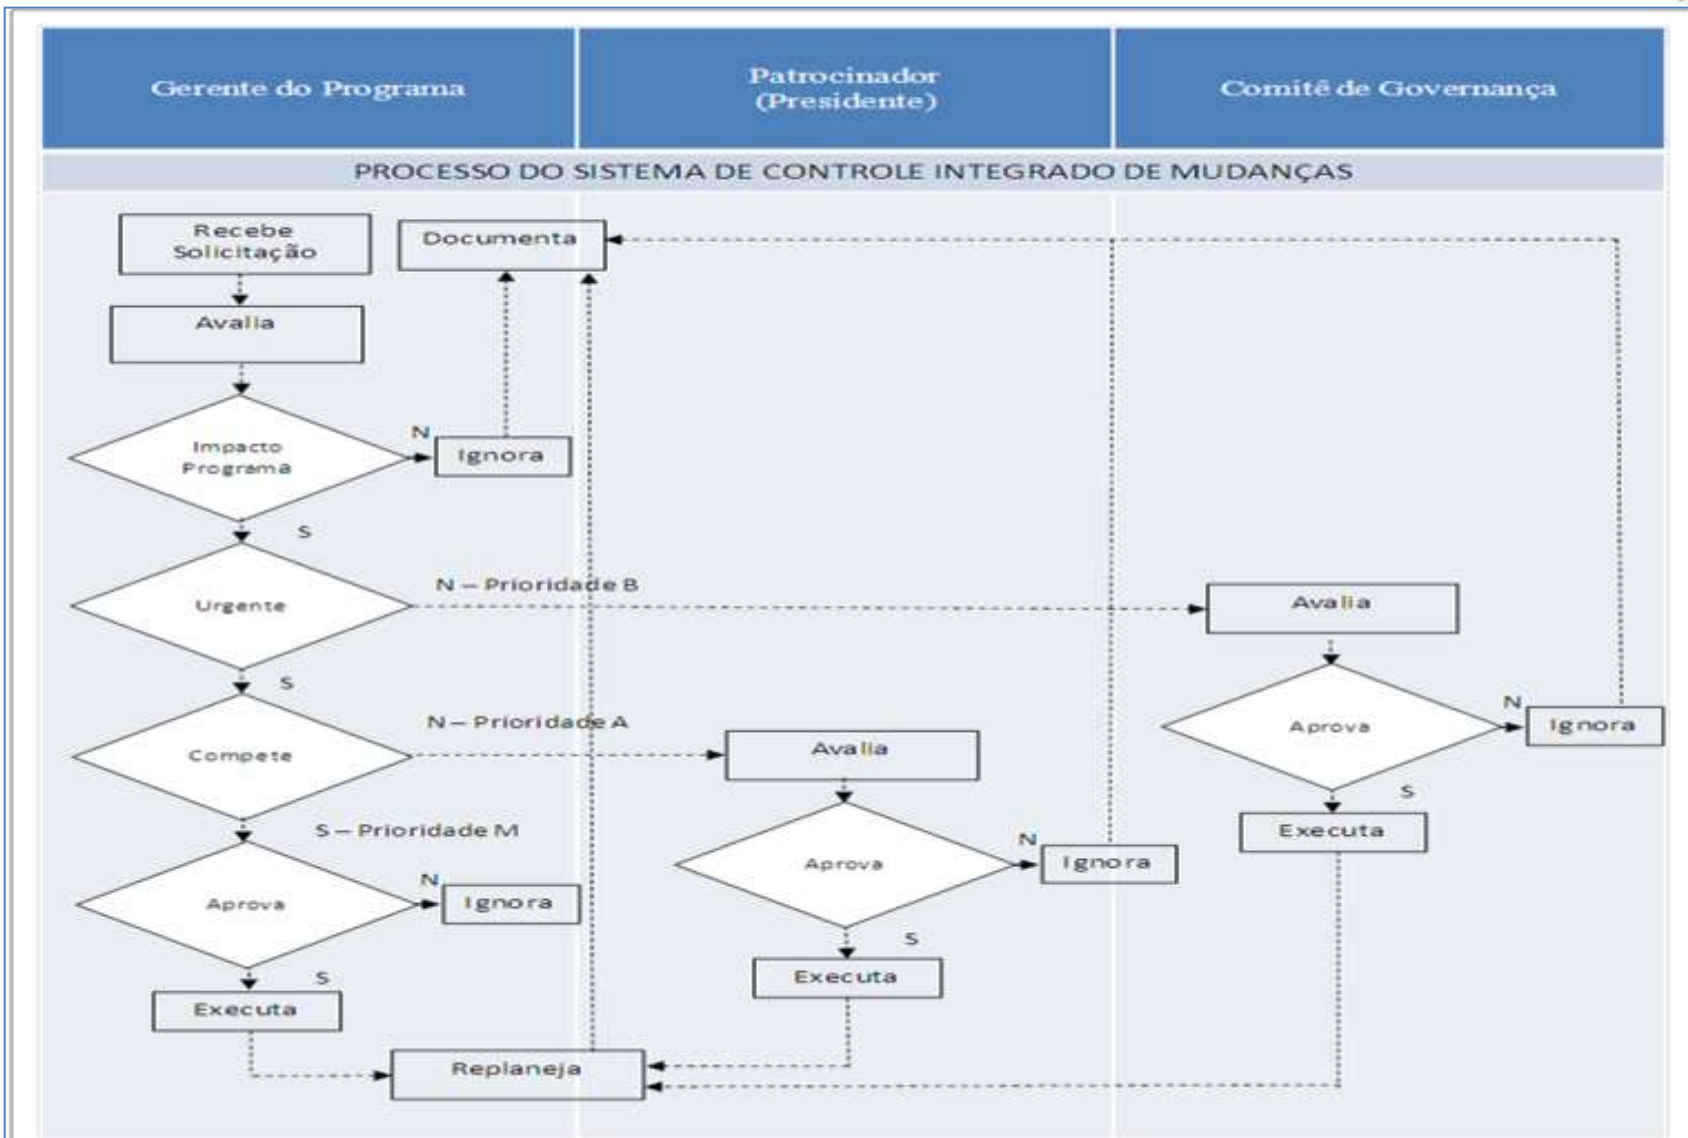 Gerente do Programa
Patrocinador
(Presidente)
Comitê de Governança
PROCESSO DO SISTEMA DE CONTROLE INTEGRADO DE MUDANÇAS
Recebe
Solicitação
Documenta
Avalia
Impacto
Programa
N
Ignora
S
Urgente
N – Prioridade B
Avalia
S
Compete
N – Prioridade A
Avalia
Aprova
N
Ignora
S
Executa
S – Prioridade M
Aprova
N
Ignora
Aprova
N
Ignora
S
Executa
S
Executa
Replaneja